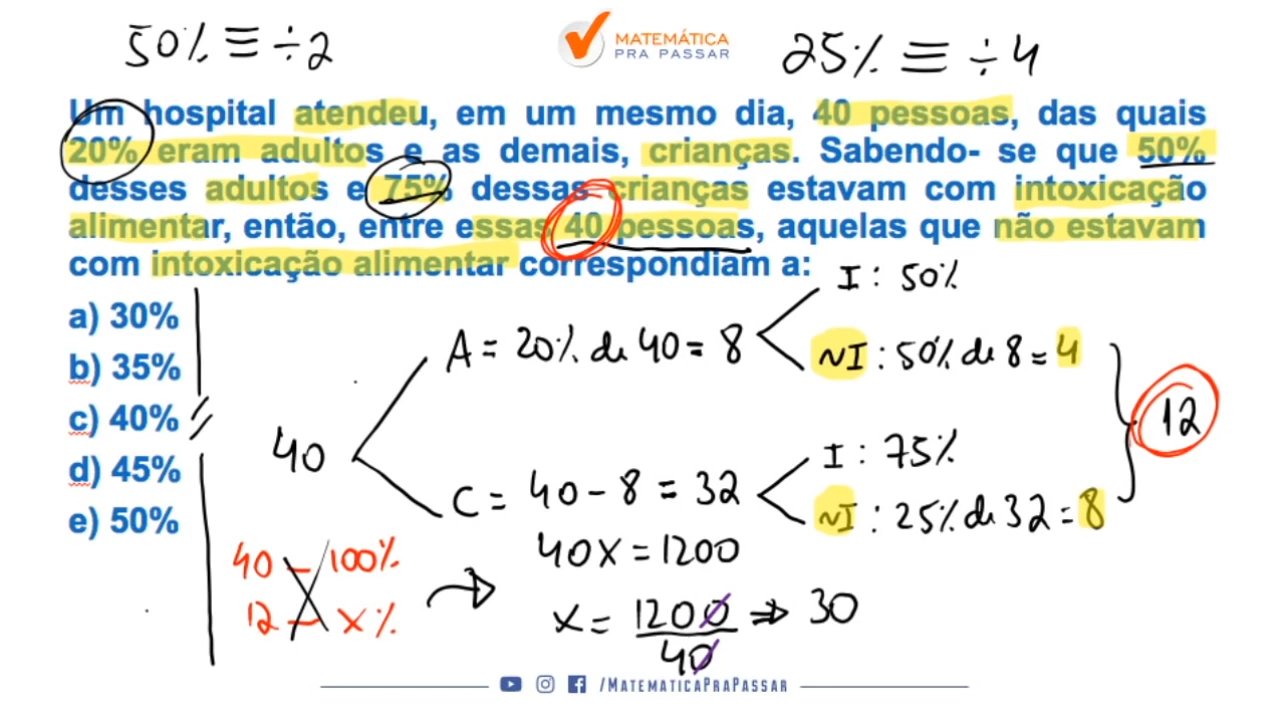 50% ≡ ÷2
MATEMÁTICA
PRA PASSAR
25% ≡ ÷4
Um hospital atendeu, em um mesmo dia, 40 pessoas, das quais
20% eram adultos e as demais, crianças. Sabendo- se que 50%
desses adultos e 75% dessas crianças estavam com intoxicação
alimentar, então, entre essas 40 pessoas, aquelas que não estavam
com intoxicação alimentar correspondiam a:
a) 30%
b) 35%
c) 40%
d) 45%
e) 50%
40
A = 20% de 40 = 8
I : 50%
NI : 50% de 8 = 4
C = 40 - 8 = 32
I : 75%
NI : 25% de 32 = 8
12
40 - 100%
12 - X%
40X = 1200
X = 1200/40 ⇒ 30
/MATEMATICAPRAPASSAR